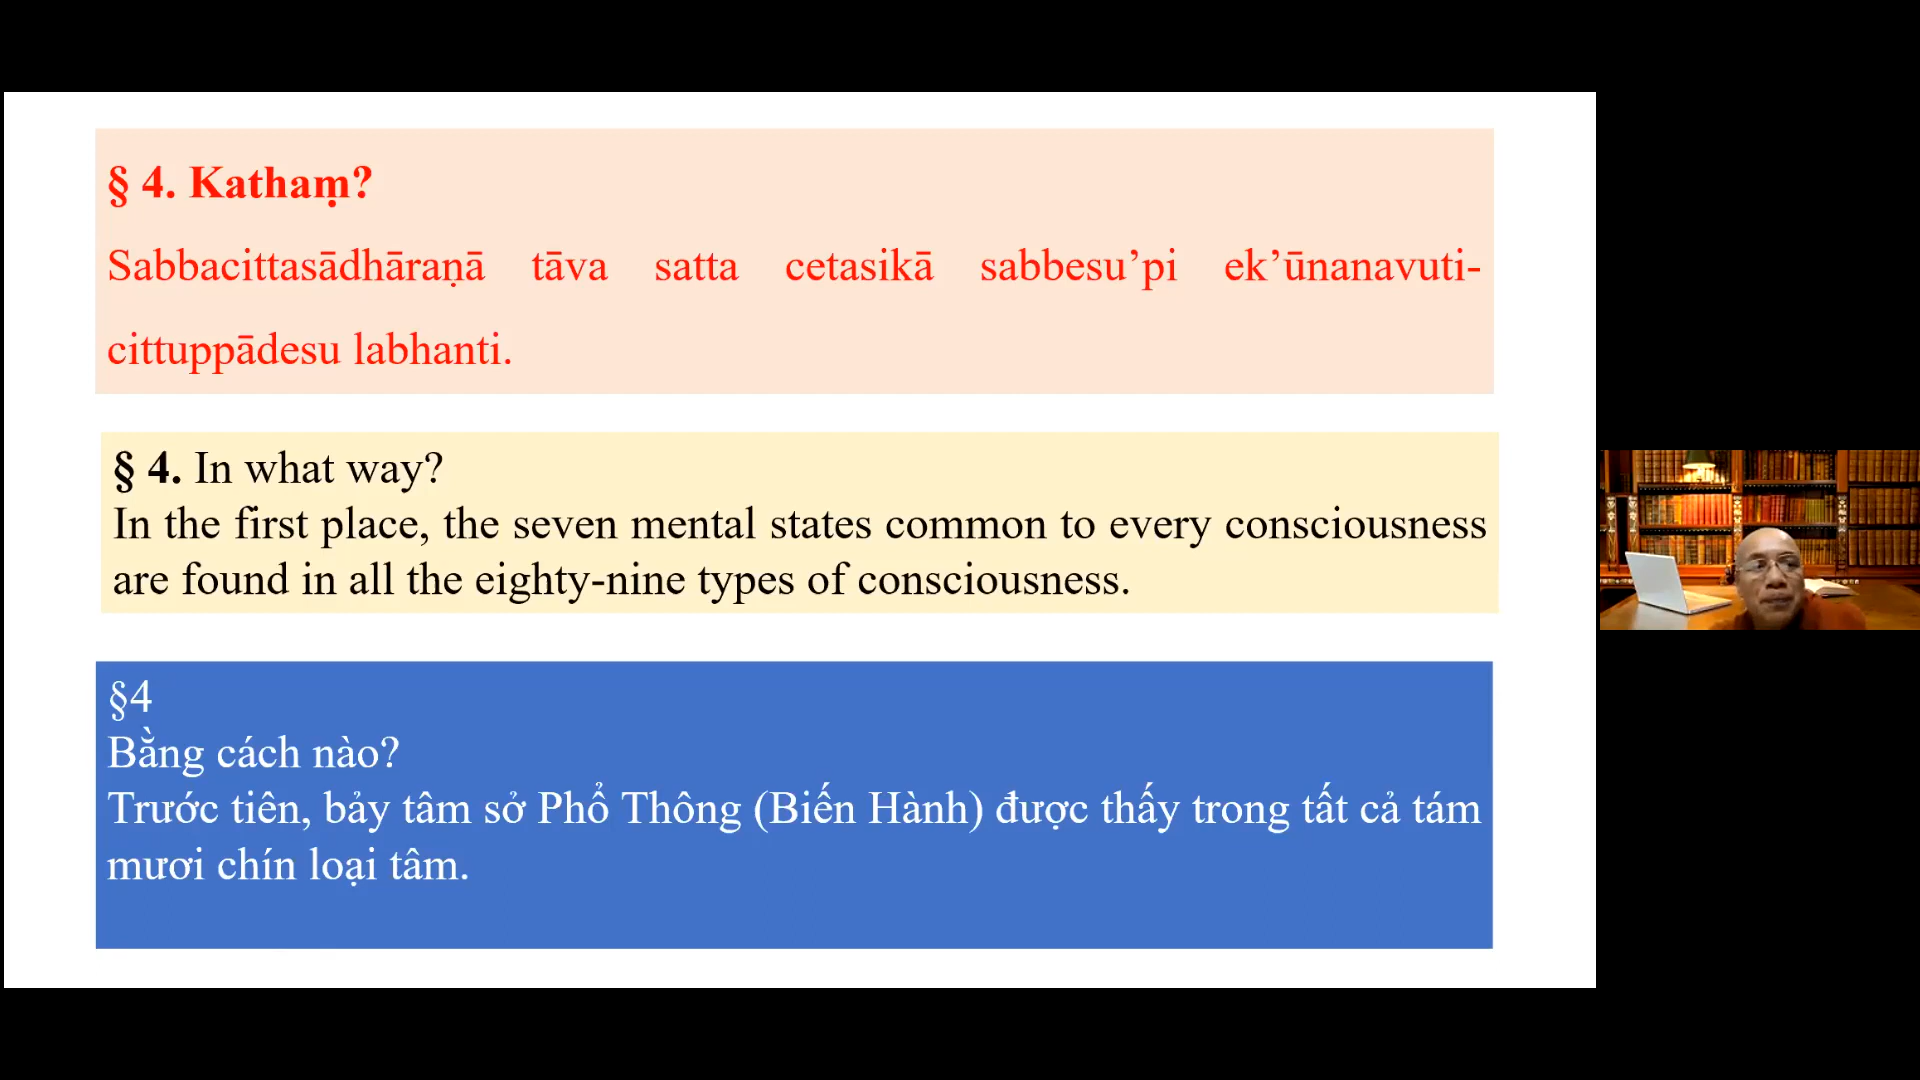 § 4. Kathaṃ?
Sabbacittasādhāraṇā tāva satta cetasikā sabbesu’pi ek’ūnanavuti-
cittuppādesu labhanti.
§ 4. In what way?
In the first place, the seven mental states common to every consciousness
are found in all the eighty-nine types of consciousness.
§4
Bằng cách nào?
Trước tiên, bảy tâm sở Phổ Thông (Biến Hành) được thấy trong tất cả tám
mươi chín loại tâm.